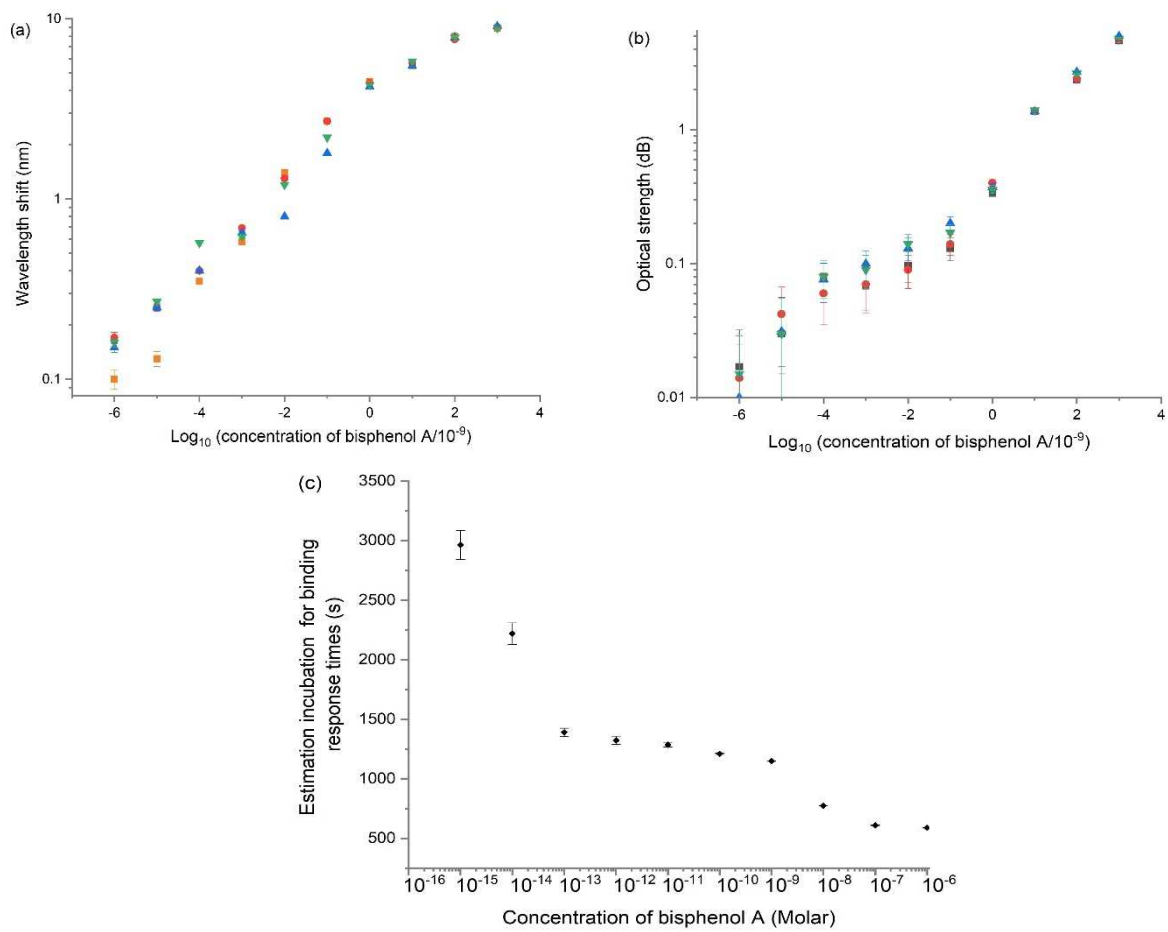 (a)
10
1
0.1
Wavelength shift (nm)
-6 -4 -2 0 2 4
Log₁₀ (concentration of bisphenol A/10⁻⁹)
(b)
1
0.1
0.01
Optical strength (dB)
-6 -4 -2 0 2 4
Log₁₀ (concentration of bisphenol A/10⁻⁹)
(c)
3500
3000
2500
2000
1500
1000
500
Estimation incubation for binding
response times (s)
10⁻¹⁶ 10⁻¹⁵ 10⁻¹⁴ 10⁻¹³ 10⁻¹² 10⁻¹¹ 10⁻¹⁰ 10⁻⁹ 10⁻⁸ 10⁻⁷ 10⁻⁶
Concentration of bisphenol A (Molar)